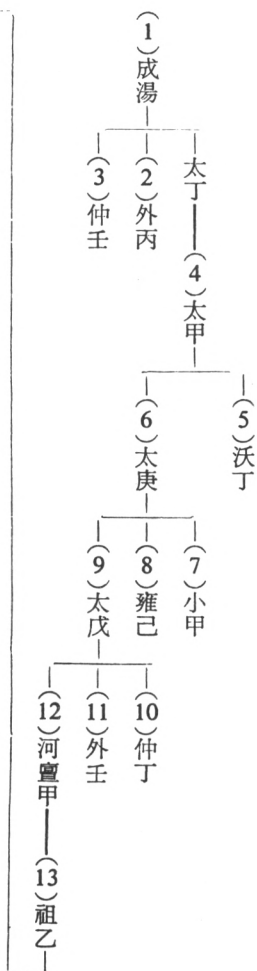 (1)成湯
太丁
(2)外丙
(3)仲壬
(4)太甲
(5)沃丁
(6)太庚
(7)小甲
(8)雍己
(9)太戊
(10)仲丁
(11)外壬
(12)河亶甲
(13)祖乙